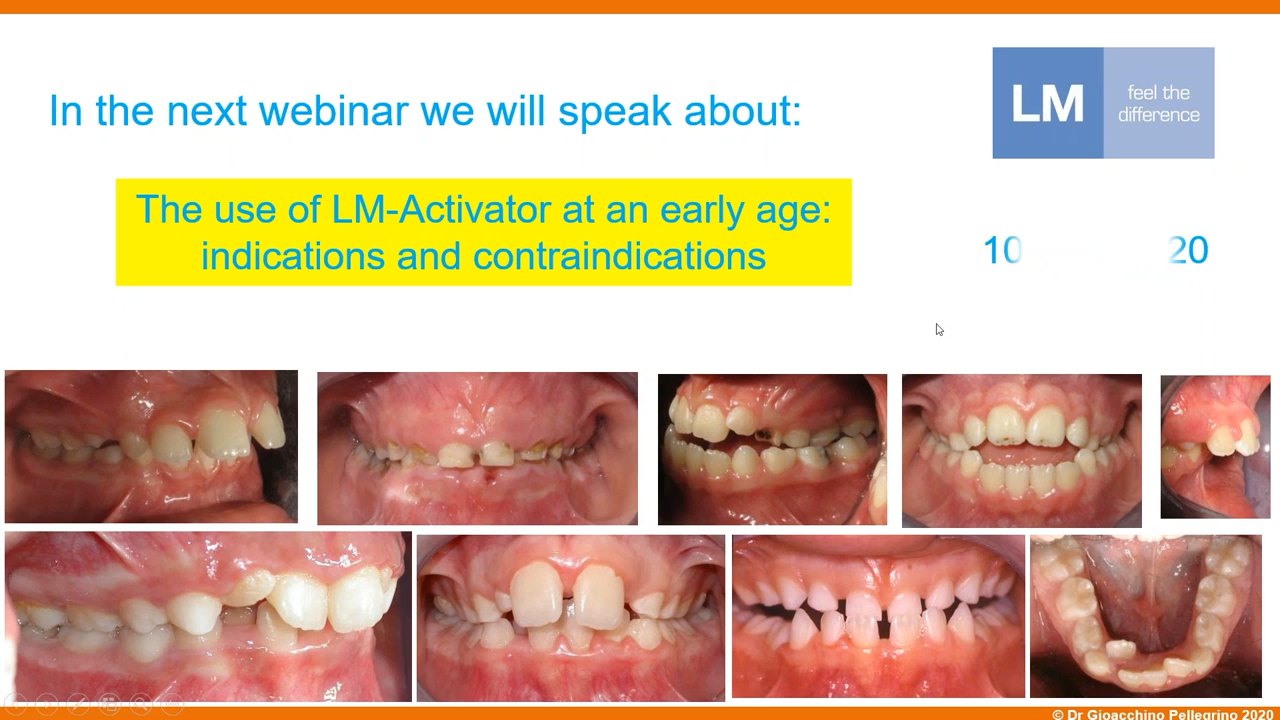 In the next webinar we will speak about:
LM
feel the
difference
The use of LM-Activator at an early age:
indications and contraindications
10
20
© Dr Gioacchino Pellegrino 2020